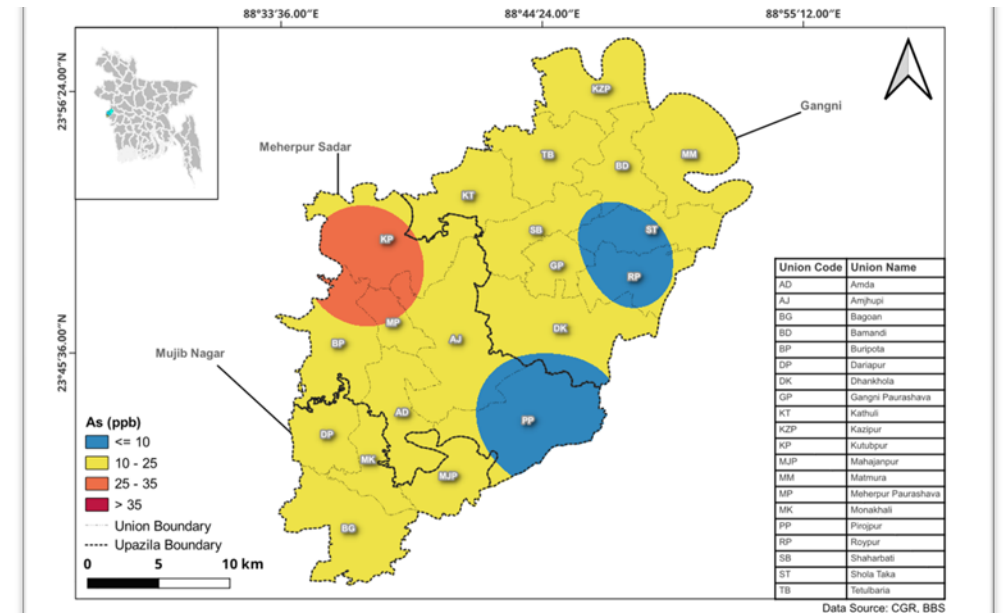 88°33′36.00″E 88°44′24.00″E 88°55′12.00″E
23°56′24.00″N
23°45′36.00″N
Gangni
Meherpur Sadar
Mujib Nagar
KZP
TB
BD
MM
KT
SB
ST
KP
GP
RP
MP
DK
BP
AJ
AD
PP
DP
MK
MJP
BG
As (ppb)
<= 10
10 - 25
25 - 35
> 35
Union Boundary
Upazila Boundary
0 5 10 km
Union Code Union Name
AD Amda
AJ Amjhupi
BG Bagoan
BD Bamandi
BP Buripota
DP Dariapur
DK Dhankhola
GP Gangni Paurashava
KT Kathuli
KZP Kazipur
KP Kutubpur
MJP Mahajanpur
MM Matmura
MP Meherpur Paurashava
MK Monakhali
PP Pirojpur
RP Roypur
SB Shaharbati
ST Shola Taka
TB Tetulbaria
Data Source: CGR, BBS